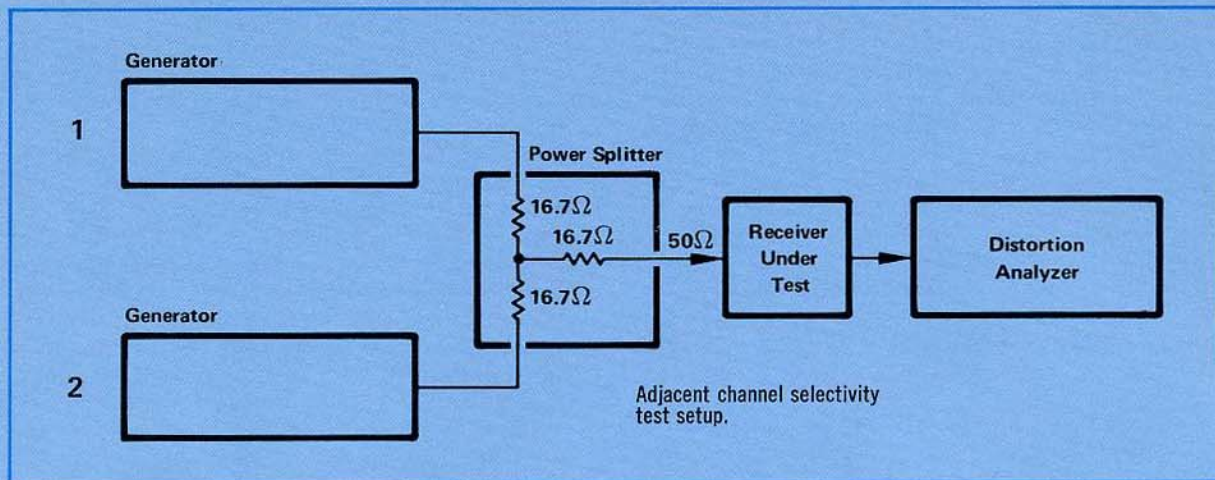 Generator
1
Power Splitter
16.7Ω
16.7Ω
50Ω
Receiver
Under
Test
Distortion
Analyzer
16.7Ω
Generator
2
Adjacent channel selectivity
test setup.